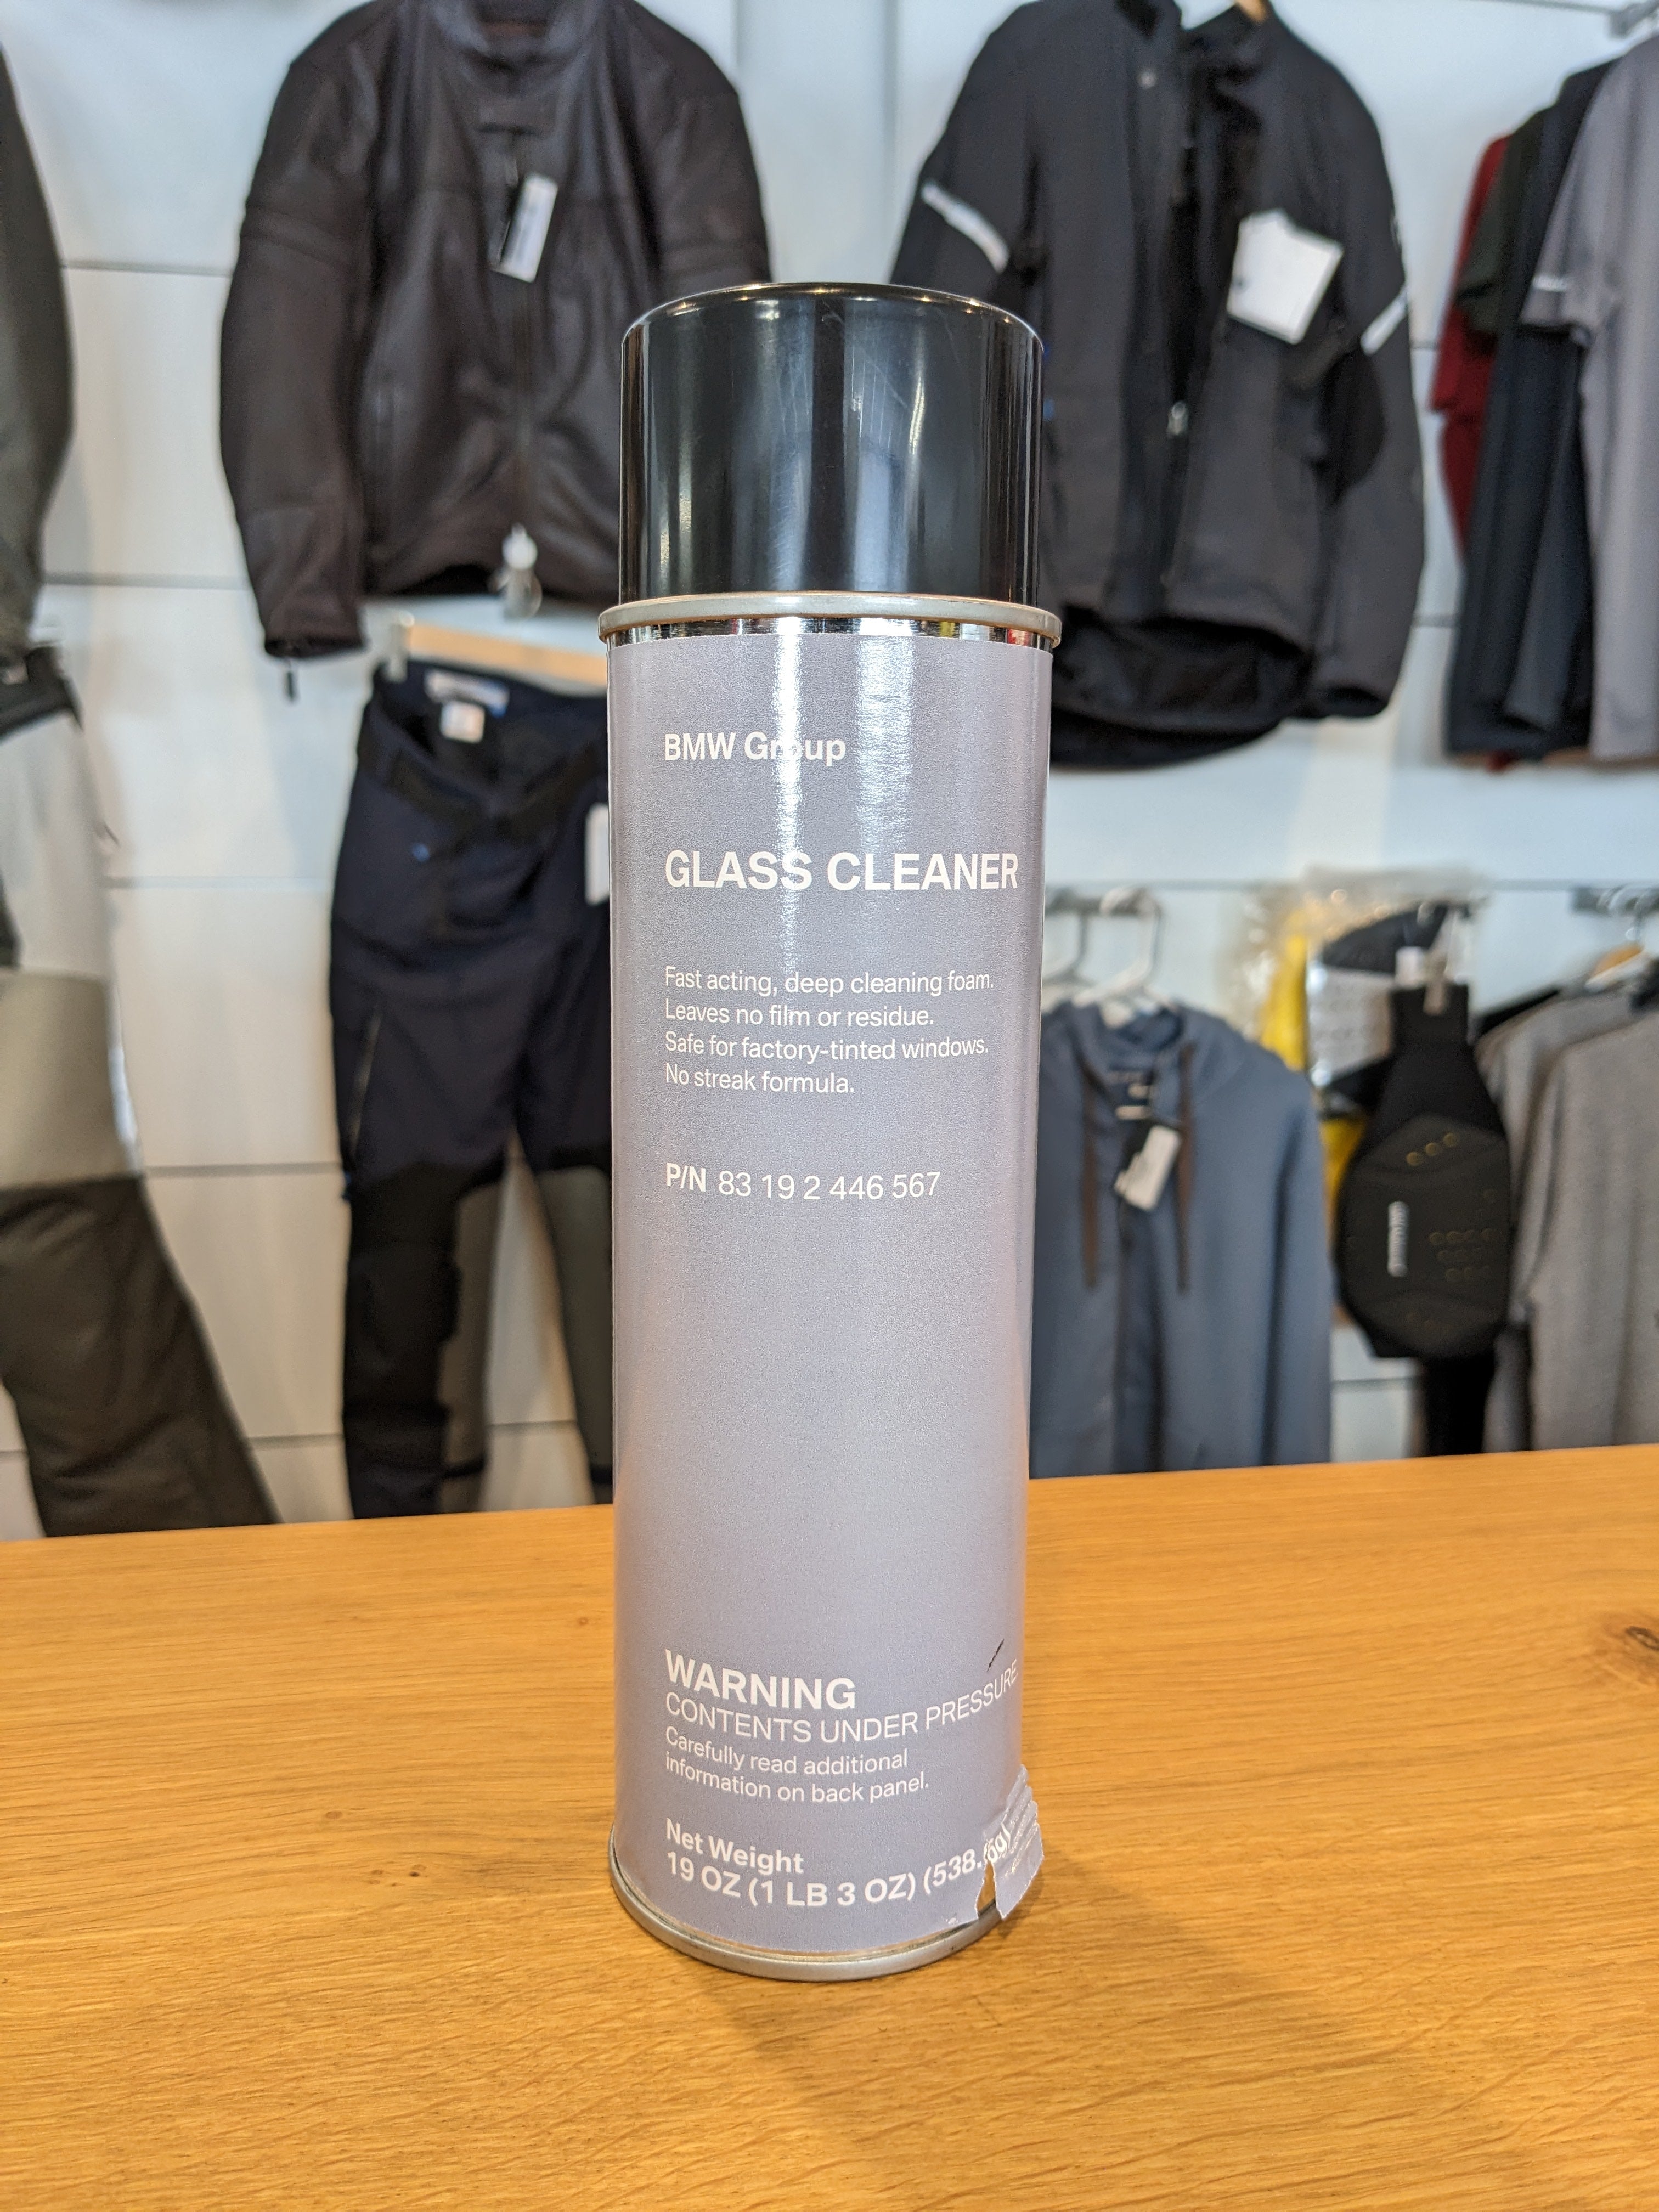 BMW Group
GLASS CLEANER
Fast acting, deep cleaning foam.
Leaves no film or residue.
Safe for factory-tinted windows.
No streak formula.
P/N 83 19 2 446 567
WARNING
CONTENTS UNDER PRESSURE.
Carefully read additional
information on back panel.
Net Weight
19 OZ (1 LB 3 OZ)